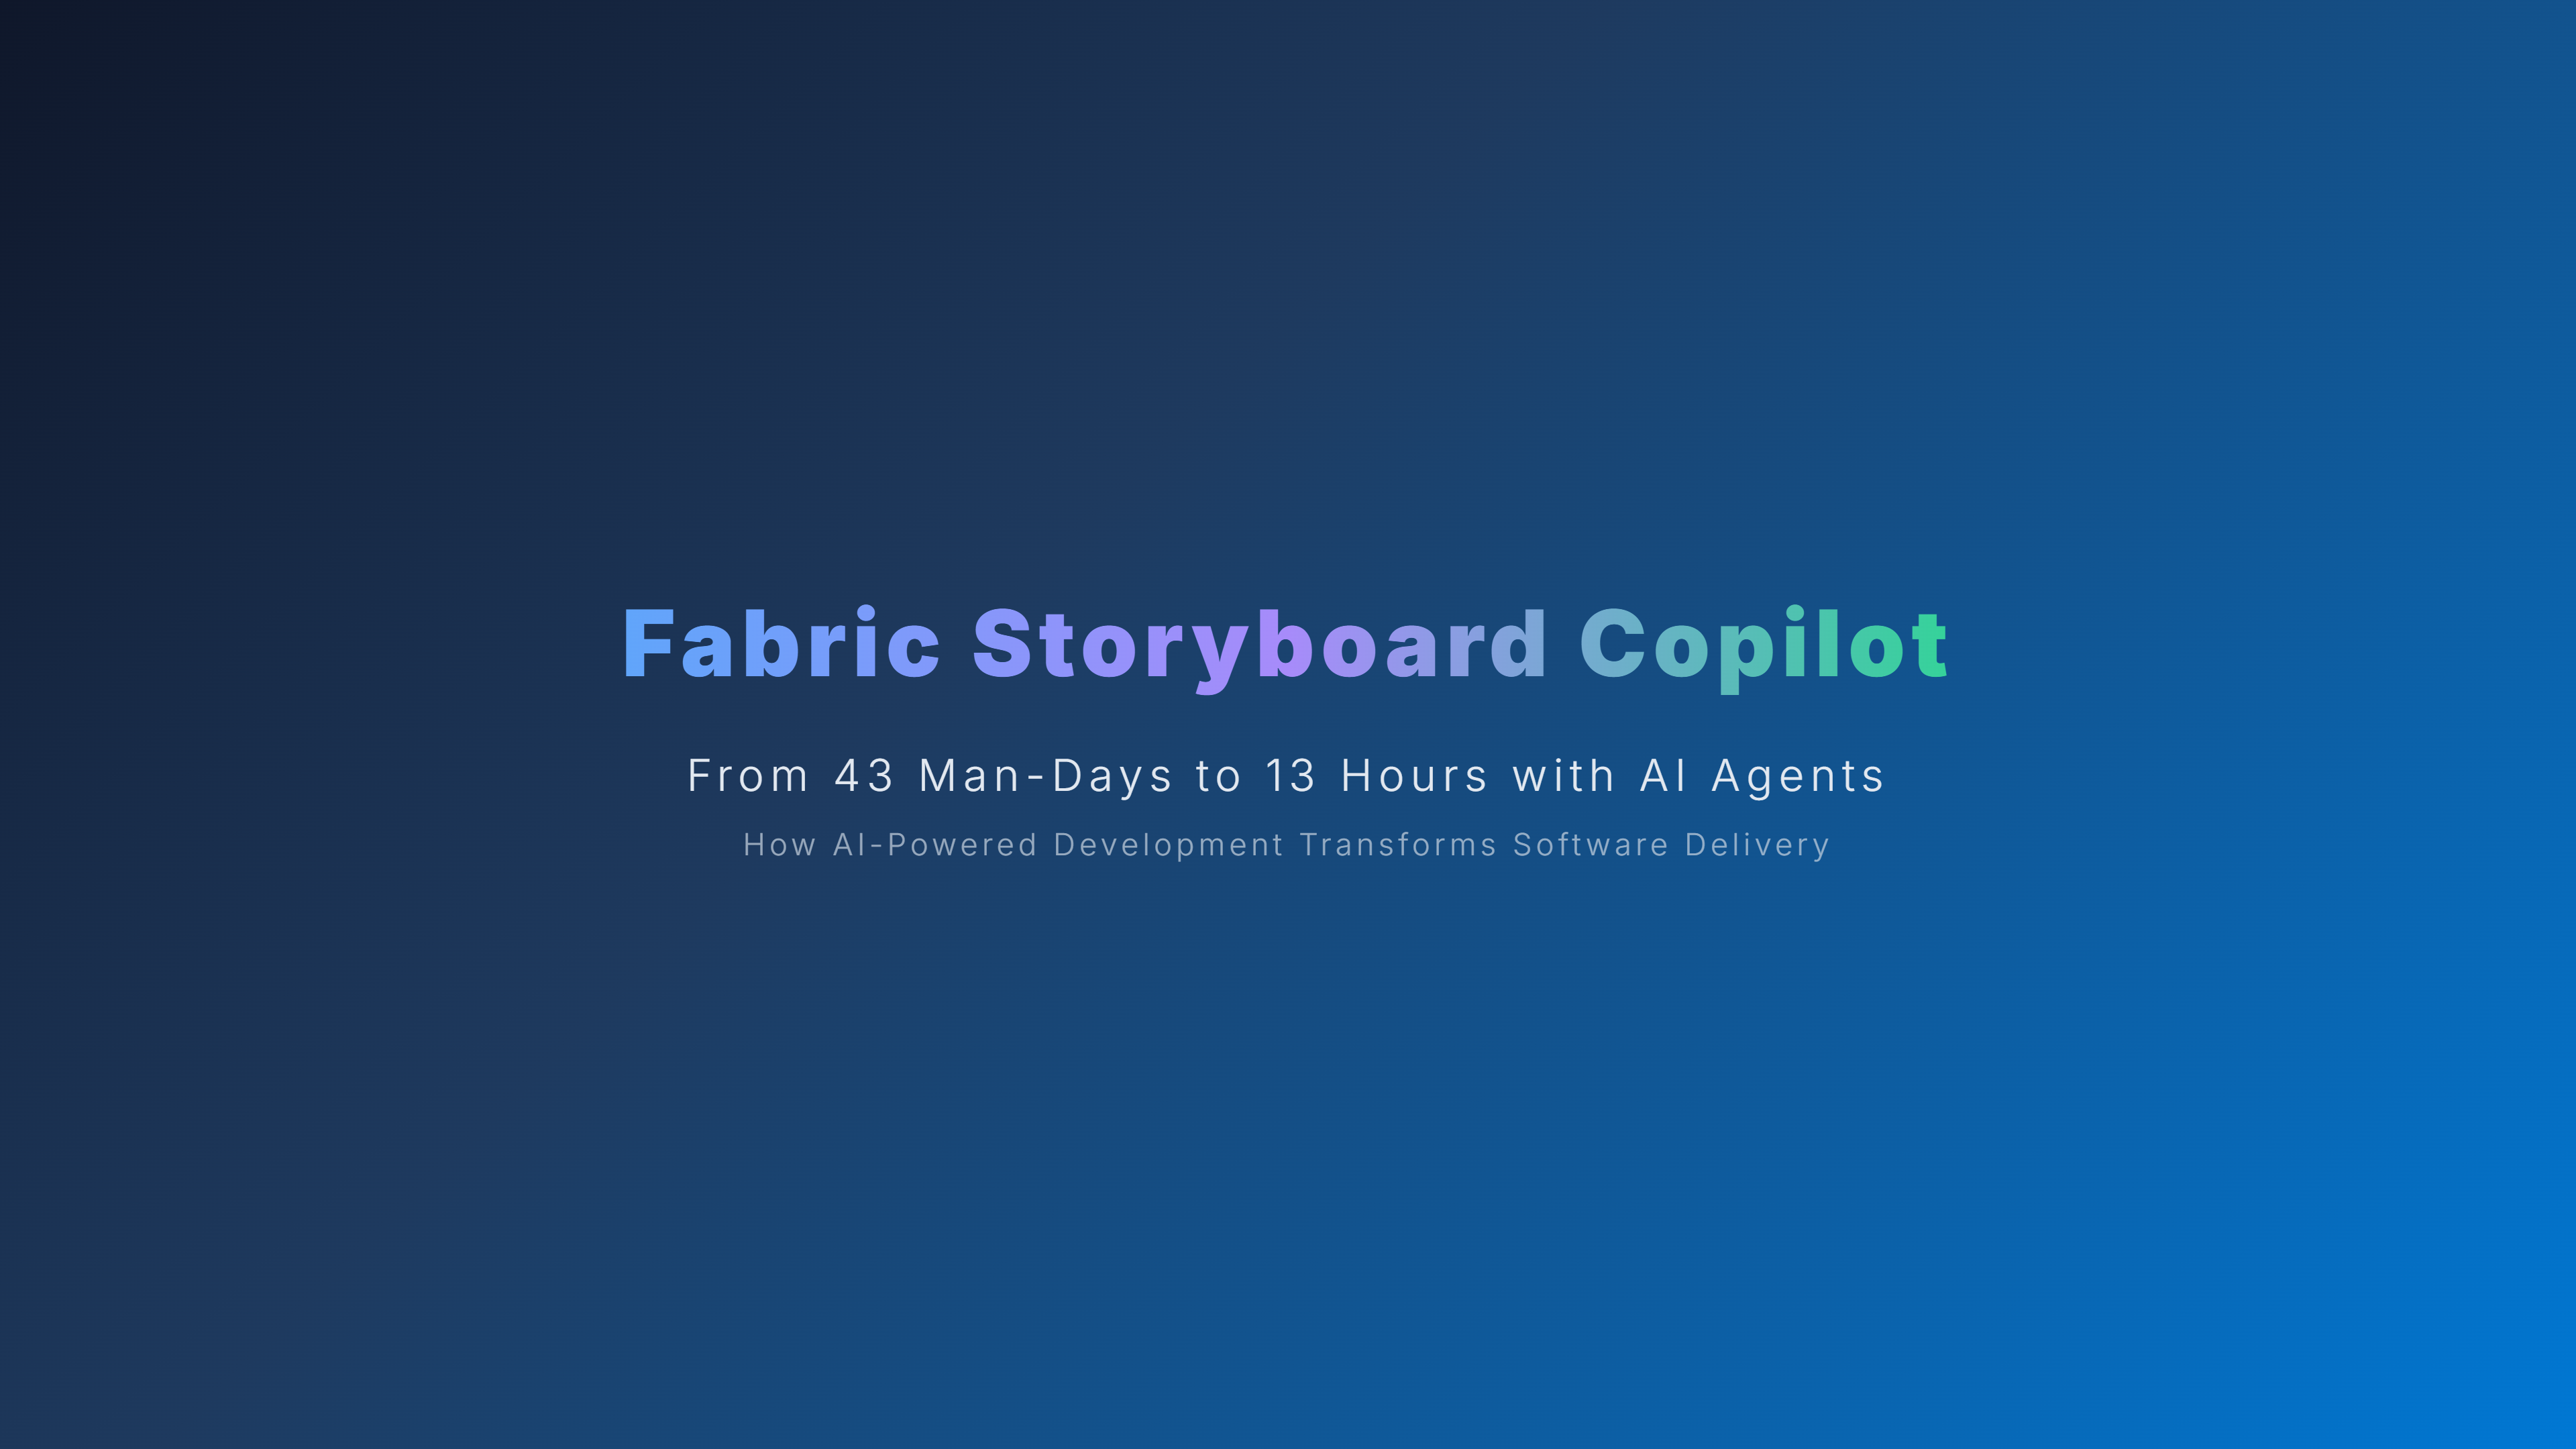 Fabric Storyboard Copilot
From 43 Man-Days to 13 Hours with AI Agents
How AI-Powered Development Transforms Software Delivery